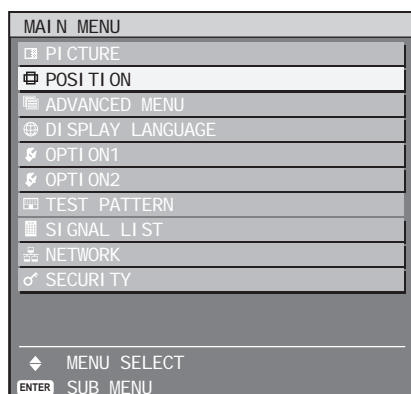 MAIN MENU
PICTURE
POSITION
ADVANCED MENU
DISPLAY LANGUAGE
OPTION1
OPTION2
TEST PATTERN
SIGNAL LIST
NETWORK
SECURITY
MENU SELECT
ENTER SUB MENU